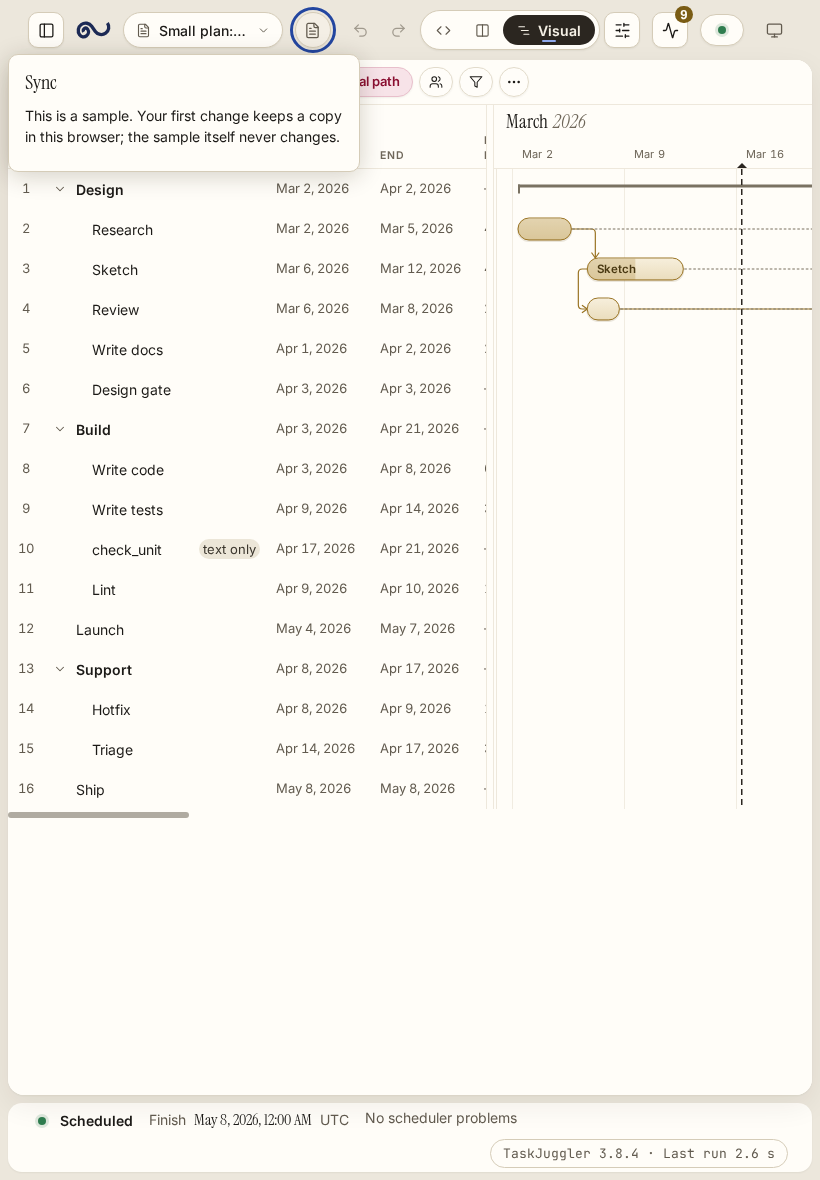 Small plan:...
Visual
9
Sync
This is a sample. Your first change keeps a copy
in this browser; the sample itself never changes.
al path
March 2026
END
Mar 2
Mar 9
Mar 16
1 Design Mar 2, 2026 Apr 2, 2026
2 Research Mar 2, 2026 Mar 5, 2026
3 Sketch Mar 6, 2026 Mar 12, 2026 Sketch
4 Review Mar 6, 2026 Mar 8, 2026
5 Write docs Apr 1, 2026 Apr 2, 2026
6 Design gate Apr 3, 2026 Apr 3, 2026
7 Build Apr 3, 2026 Apr 21, 2026
8 Write code Apr 3, 2026 Apr 8, 2026
9 Write tests Apr 9, 2026 Apr 14, 2026
10 check_unit text only Apr 17, 2026 Apr 21, 2026
11 Lint Apr 9, 2026 Apr 10, 2026
12 Launch May 4, 2026 May 7, 2026
13 Support Apr 8, 2026 Apr 17, 2026
14 Hotfix Apr 8, 2026 Apr 9, 2026
15 Triage Apr 14, 2026 Apr 17, 2026
16 Ship May 8, 2026 May 8, 2026
Scheduled Finish May 8, 2026, 12:00 AM UTC No scheduler problems
TaskJuggler 3.8.4 · Last run 2.6 s